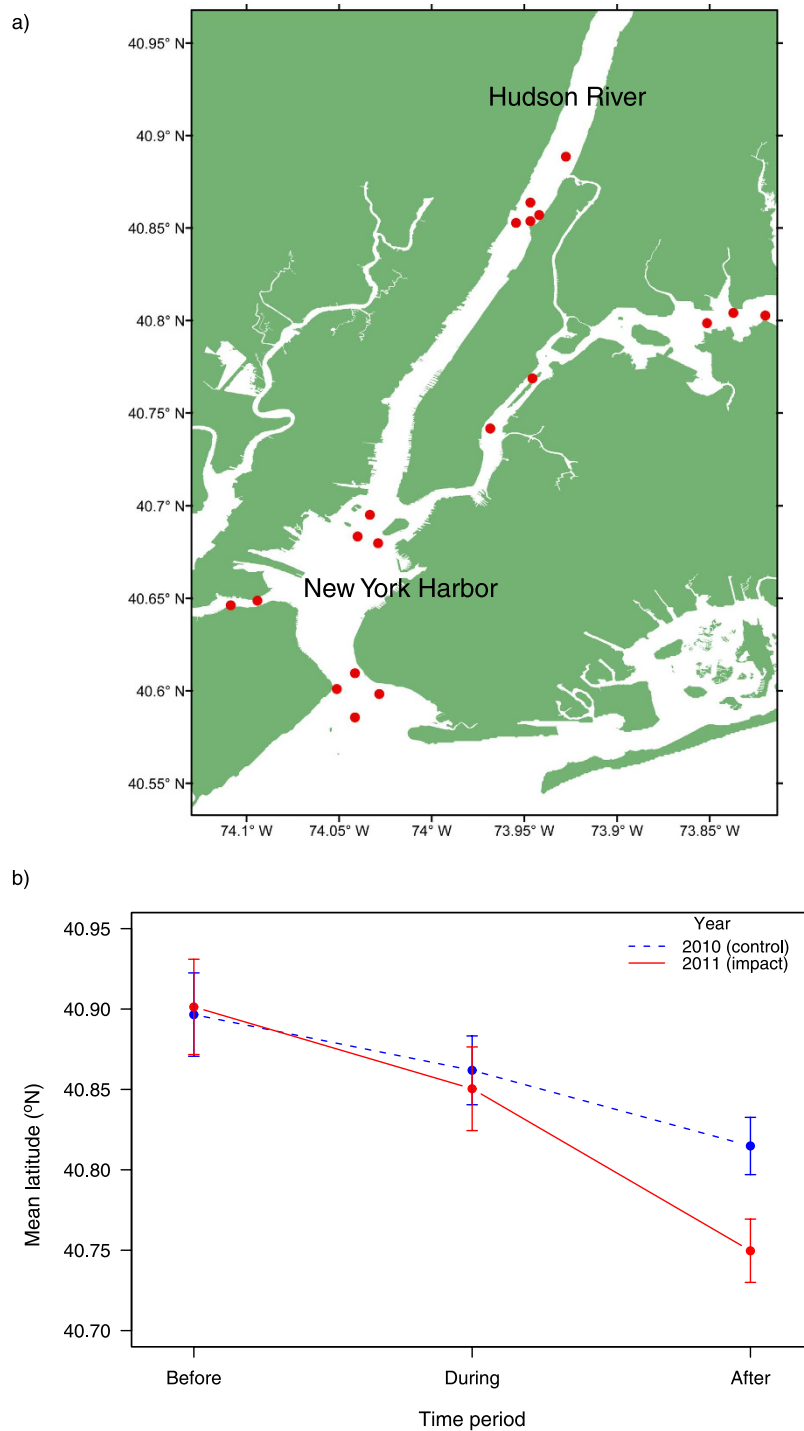 a)
40.95° N
Hudson River
40.9° N
40.85° N
40.8° N
40.75° N
40.7° N
New York Harbor
40.65° N
40.6° N
40.55° N
74.1° W 74.05° W 74° W 73.95° W 73.9° W 73.85° W
b)
Year
2010 (control)
2011 (impact)
40.95
40.90
40.85
40.80
40.75
40.70
Mean latitude (°N)
Before During After
Time period